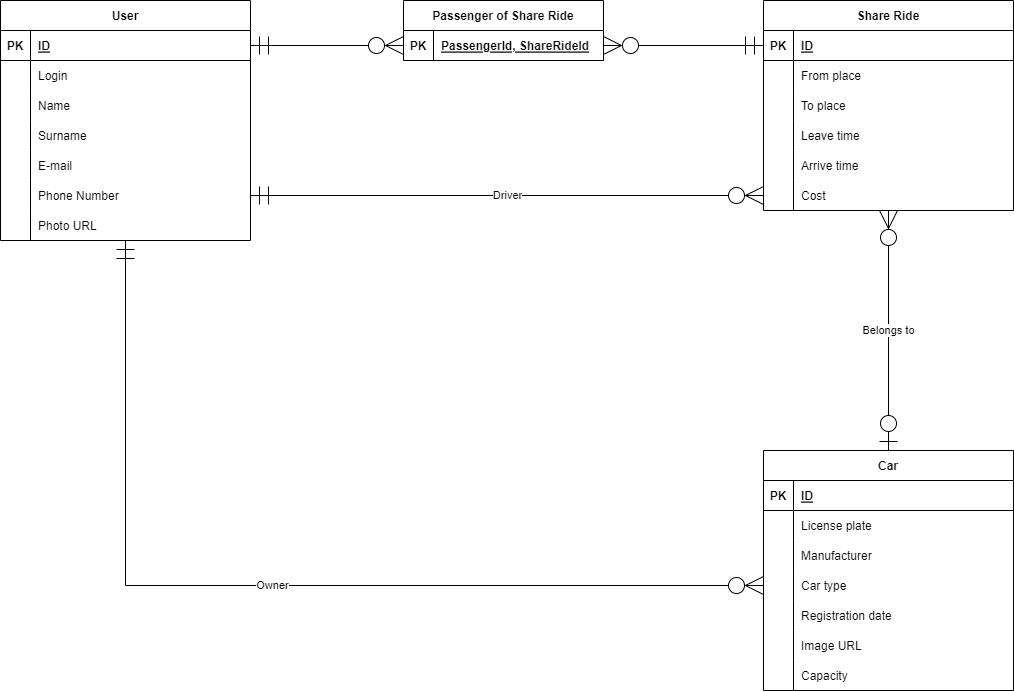 User
PK ID
Login
Name
Surname
E-mail
Phone Number
Photo URL
Passenger of Share Ride
PK PassengerId, ShareRideId
Share Ride
PK ID
From place
To place
Leave time
Arrive time
Cost
Driver
Belongs to
Owner
Car
PK ID
License plate
Manufacturer
Car type
Registration date
Image URL
Capacity